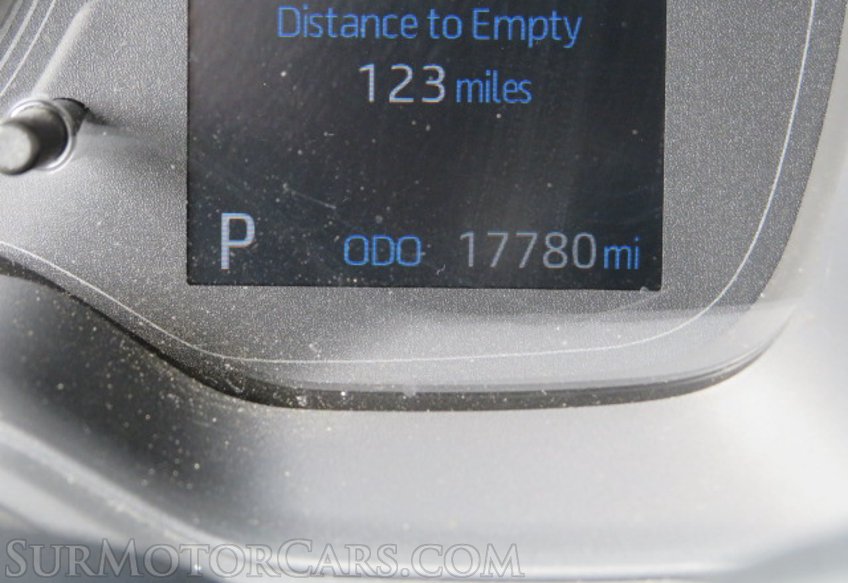 Distance to Empty
123 miles
P ODO 17780 mi
SURMOTORCARS.COM